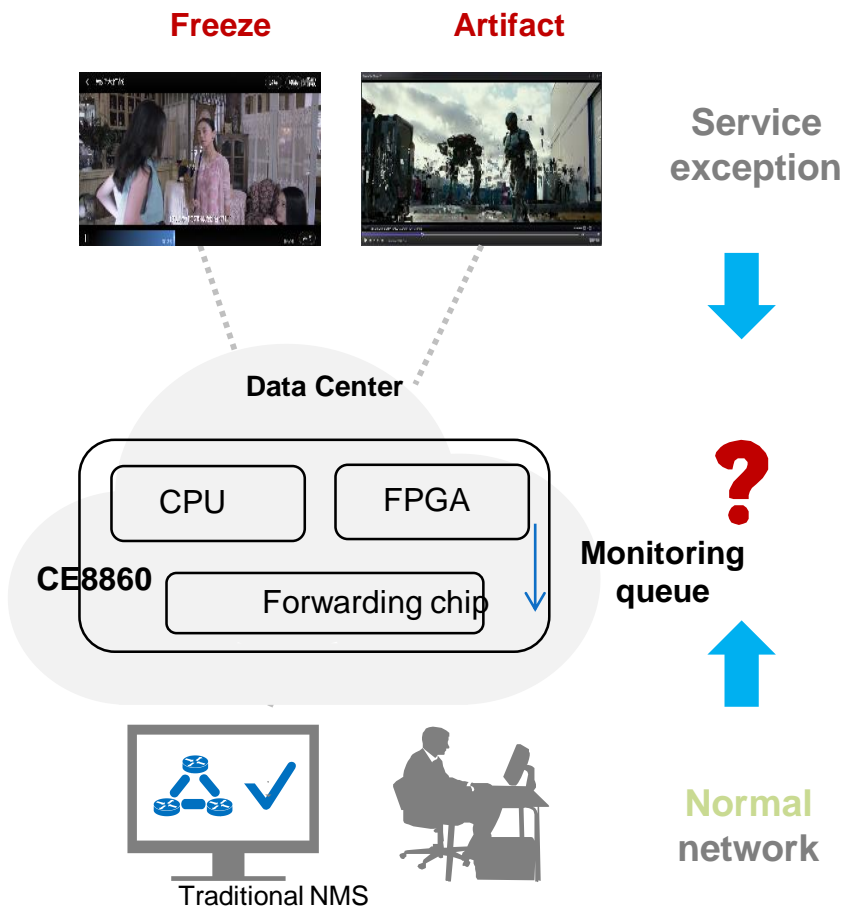 Freeze
Artifact
Service
exception
Data Center
CPU
FPGA
CE8860
Forwarding chip
Monitoring
queue
Traditional NMS
Normal
network